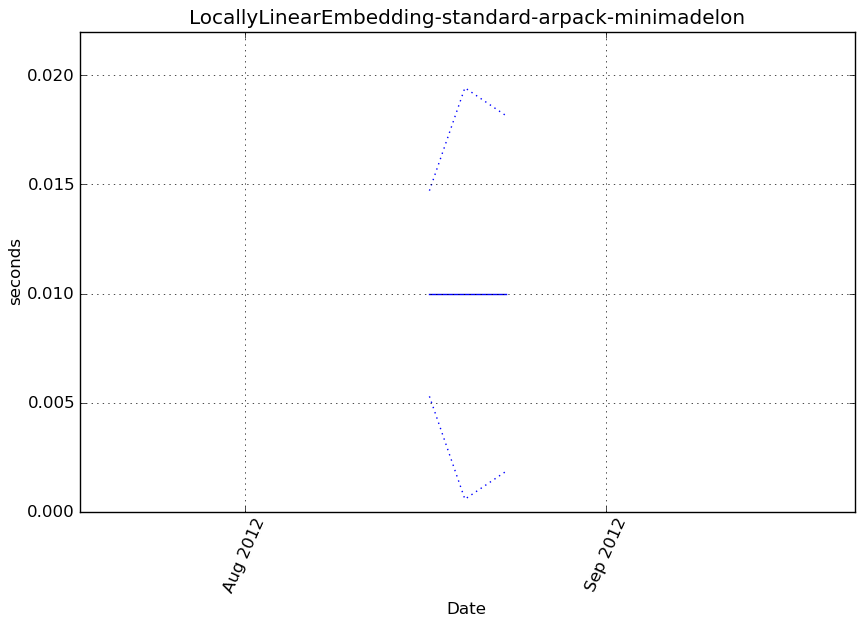 LocallyLinearEmbedding-standard-arpack-minimadelon
0.020
0.015
seconds
0.010
0.005
0.000
Aug 2012
Sep 2012
Date